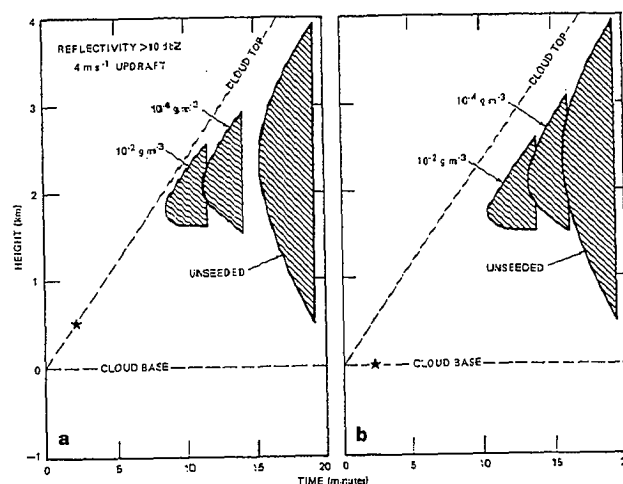 REFLECTIVITY >10 dBZ
4 m s⁻¹ UPDRAFT
CLOUD TOP
10⁻⁴ g m⁻³
10⁻² g m⁻³
UNSEEDED
CLOUD BASE
HEIGHT (km)
4
3
2
1
0
−1
a
0
5
10
15
20
CLOUD TOP
10⁻⁴ g m⁻³
10⁻² g m⁻³
UNSEEDED
CLOUD BASE
b
0
5
10
15
2
TIME (minutes)